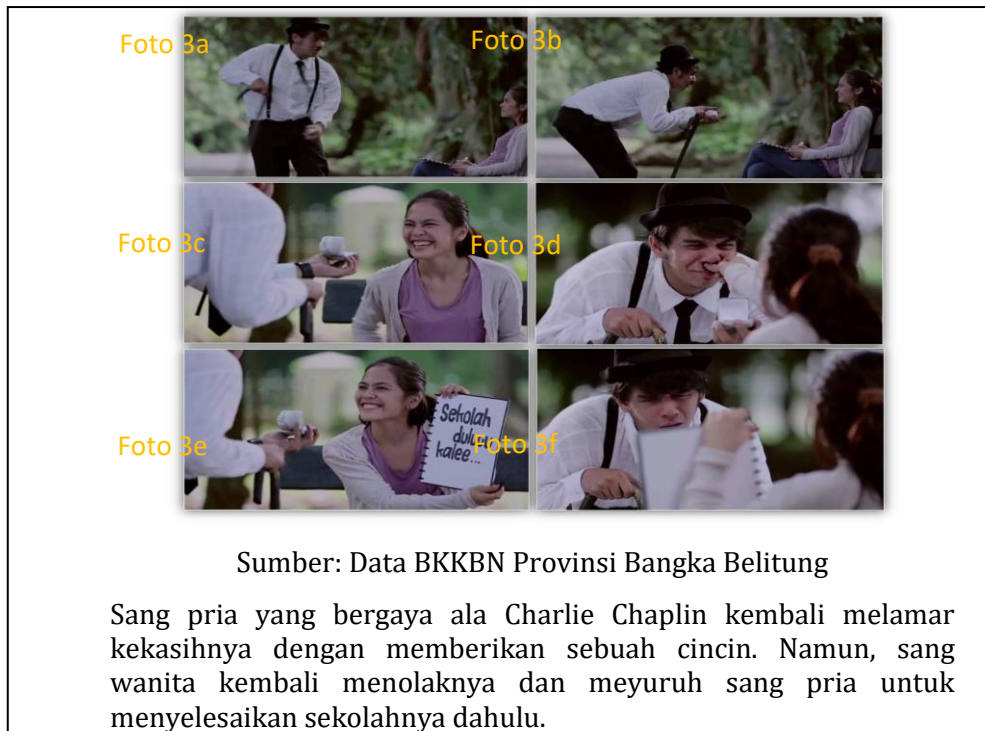 Foto 3a
Foto 3b
Foto 3c
Foto 3d
Foto 3e
Sekolah
dulu
kalee...
Foto 3f
Sumber: Data BKKBN Provinsi Bangka Belitung
Sang pria yang bergaya ala Charlie Chaplin kembali melamar
kekasihnya dengan memberikan sebuah cincin. Namun, sang
wanita kembali menolaknya dan meyuruh sang pria untuk
menyelesaikan sekolahnya dahulu.